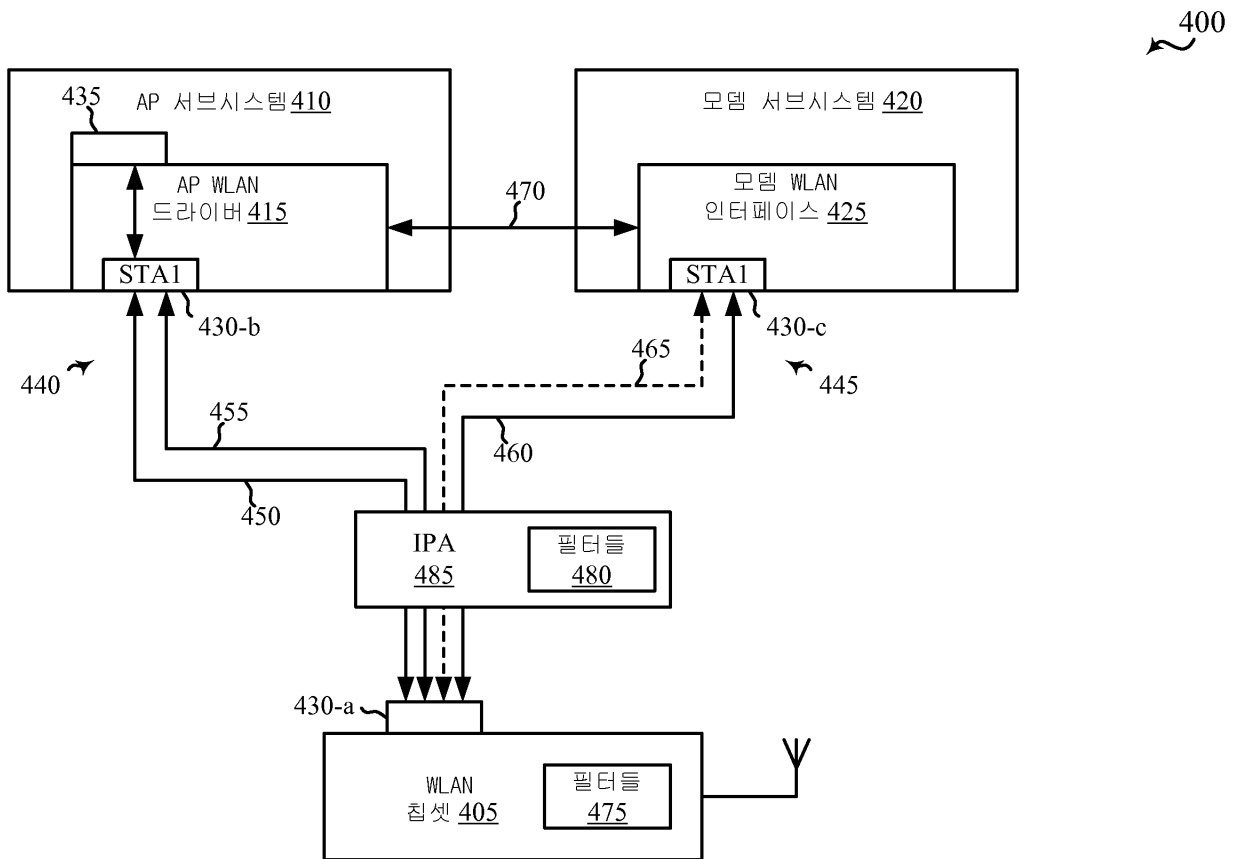 400
435
AP 서브시스템 410
모뎀 서브시스템 420
AP WLAN
드라이버 415
470
모뎀 WLAN
인터페이스 425
STA1
STA1
430-b
430-c
440
465
445
455
460
450
IPA
485
필터들
480
430-a
WLAN
칩셋 405
필터들
475